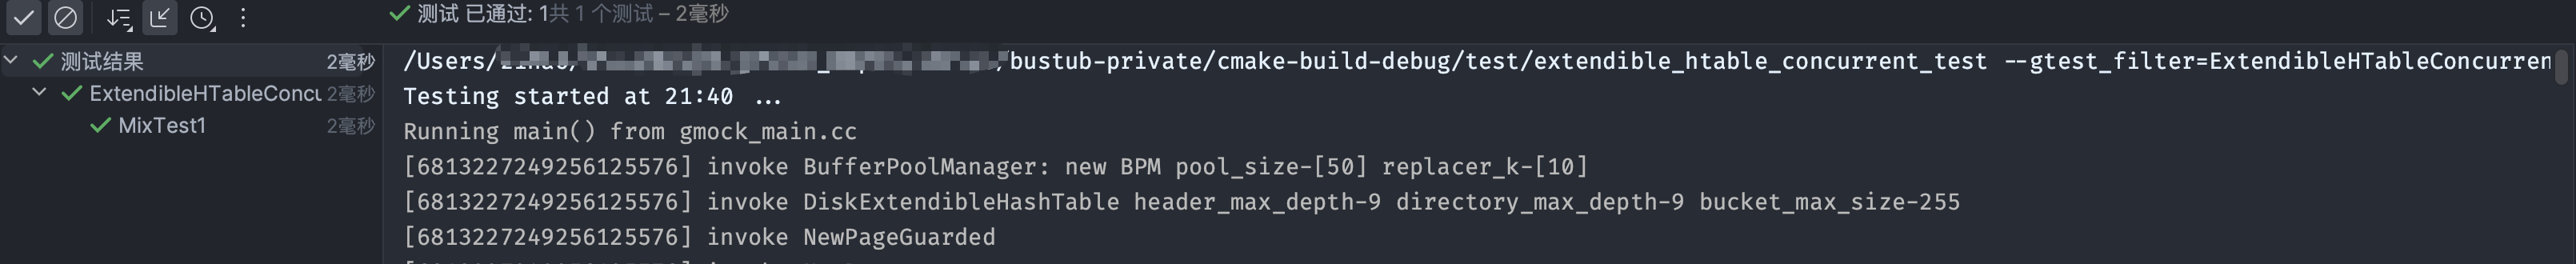 测试 已通过: 1共 1 个测试 – 2毫秒
测试结果 2毫秒
ExtendibleHTableConcu 2毫秒
MixTest1 2毫秒
/Users/ /bustub-private/cmake-build-debug/test/extendible_htable_concurrent_test --gtest_filter=ExtendibleHTableConcurren
Testing started at 21:40 ...
Running main() from gmock_main.cc
[6813227249256125576] invoke BufferPoolManager: new BPM pool_size-[50] replacer_k-[10]
[6813227249256125576] invoke DiskExtendibleHashTable header_max_depth-9 directory_max_depth-9 bucket_max_size-255
[6813227249256125576] invoke NewPageGuarded